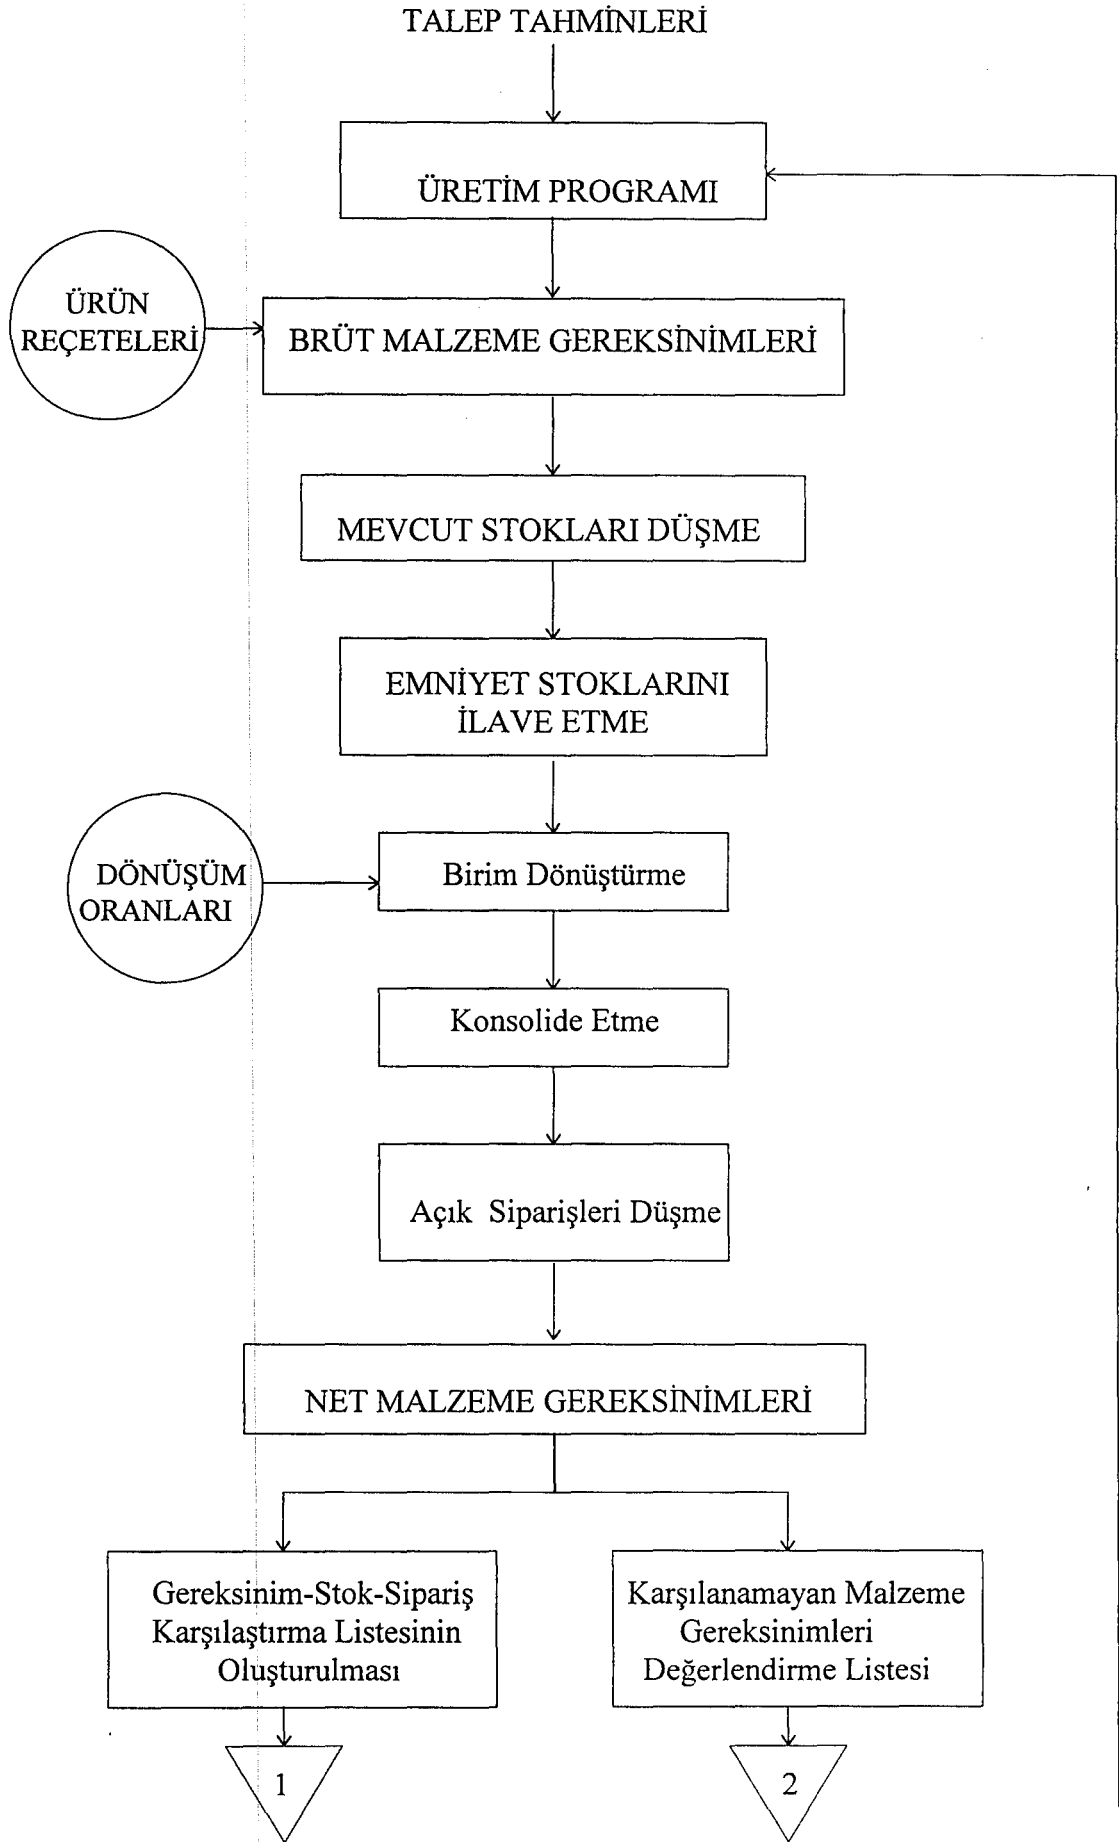 TALEP TAHMİNLERİ
ÜRETİM PROGRAMI
ÜRÜN
REÇETELERİ
BRÜT MALZEME GEREKSİNİMLERİ
MEVCUT STOKLARI DÜŞME
EMNİYET STOKLARINI
İLAVE ETME
DÖNÜŞÜM
ORANLARI
Birim Dönüştürme
Konsolide Etme
Açık Siparişleri Düşme
NET MALZEME GEREKSİNİMLERİ
Gereksinim-Stok-Sipariş
Karşılaştırma Listesinin
Oluşturulması
Karşılanamayan Malzeme
Gereksinimleri
Değerlendirme Listesi
1
2